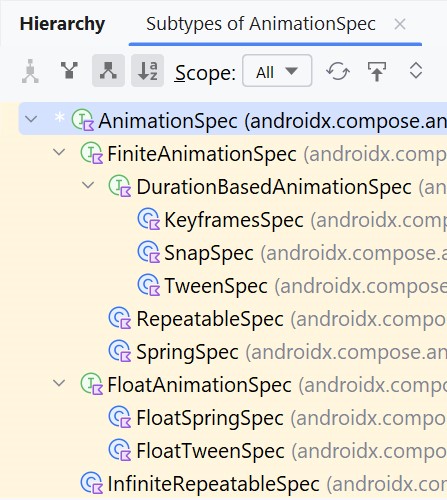 Hierarchy Subtypes of AnimationSpec ×
Scope: All
* AnimationSpec (androidx.compose.an
FiniteAnimationSpec (androidx.comp
DurationBasedAnimationSpec (an
KeyframesSpec (androidx.comp
SnapSpec (androidx.compose.a
TweenSpec (androidx.compose
RepeatableSpec (androidx.compo
SpringSpec (androidx.compose.an
FloatAnimationSpec (androidx.compo
FloatSpringSpec (androidx.compo
FloatTweenSpec (androidx.compo
InfiniteRepeatableSpec (androidx.cor